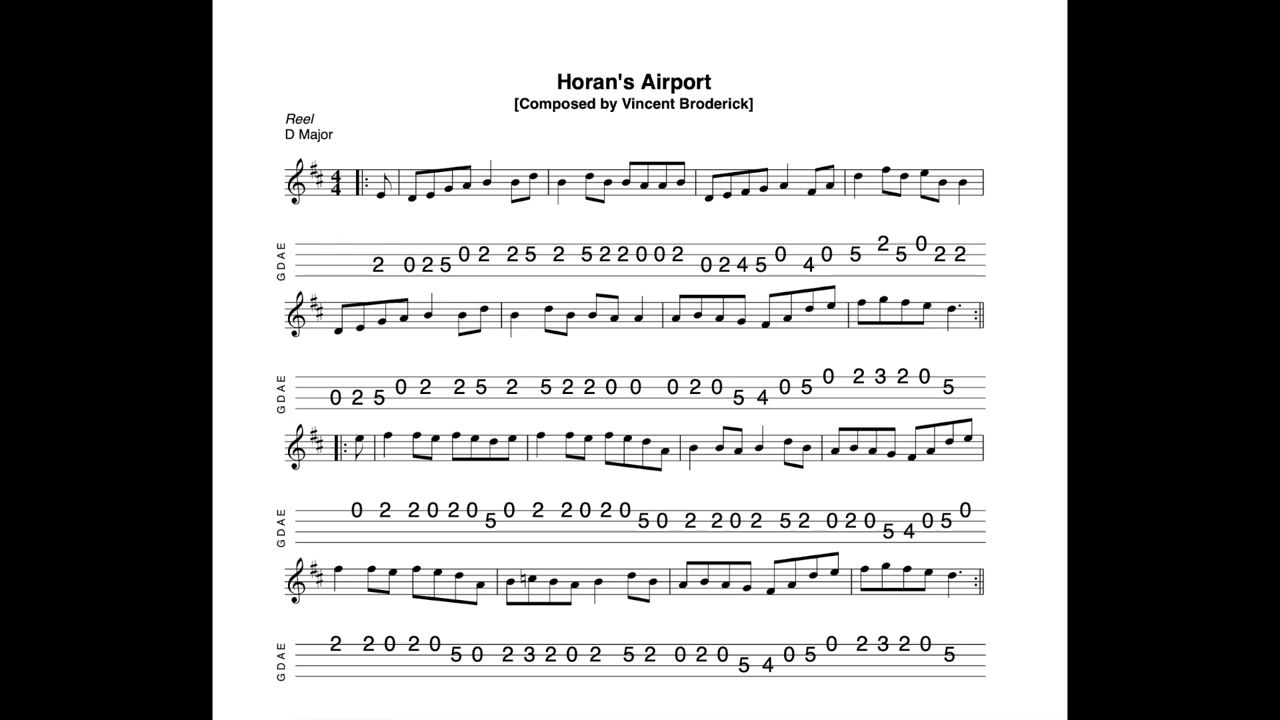 Horan's Airport
[Composed by Vincent Broderick]
Reel
D Major
4 4
G D A E
2 0 2 5 0 2 2 5 2 5 2 2 0 0 2 0 2 4 5 0 4 0 5 2 5 0 2 2
G D A E
0 2 5 0 2 2 5 2 5 2 2 0 0 0 2 0 5 4 0 5 0 2 3 2 0 5
G D A E
0 2 2 0 2 0 5 0 2 2 0 2 0 5 0 2 2 0 2 5 2 0 2 0 5 4 0 5 0
G D A E
2 2 0 2 0 5 0 2 3 2 0 2 5 2 0 2 0 5 4 0 5 0 2 3 2 0 5